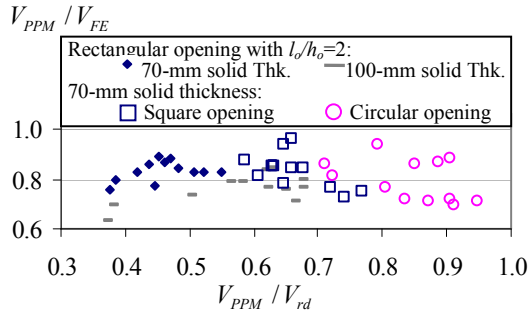 V_PPM / V_FE
Rectangular opening with l_o/h_o=2:
70-mm solid Thk. 100-mm solid Thk.
70-mm solid thickness:
Square opening Circular opening
1.0
0.8
0.6
0.3 0.4 0.5 0.6 0.7 0.8 0.9 1.0
V_PPM / V_rd